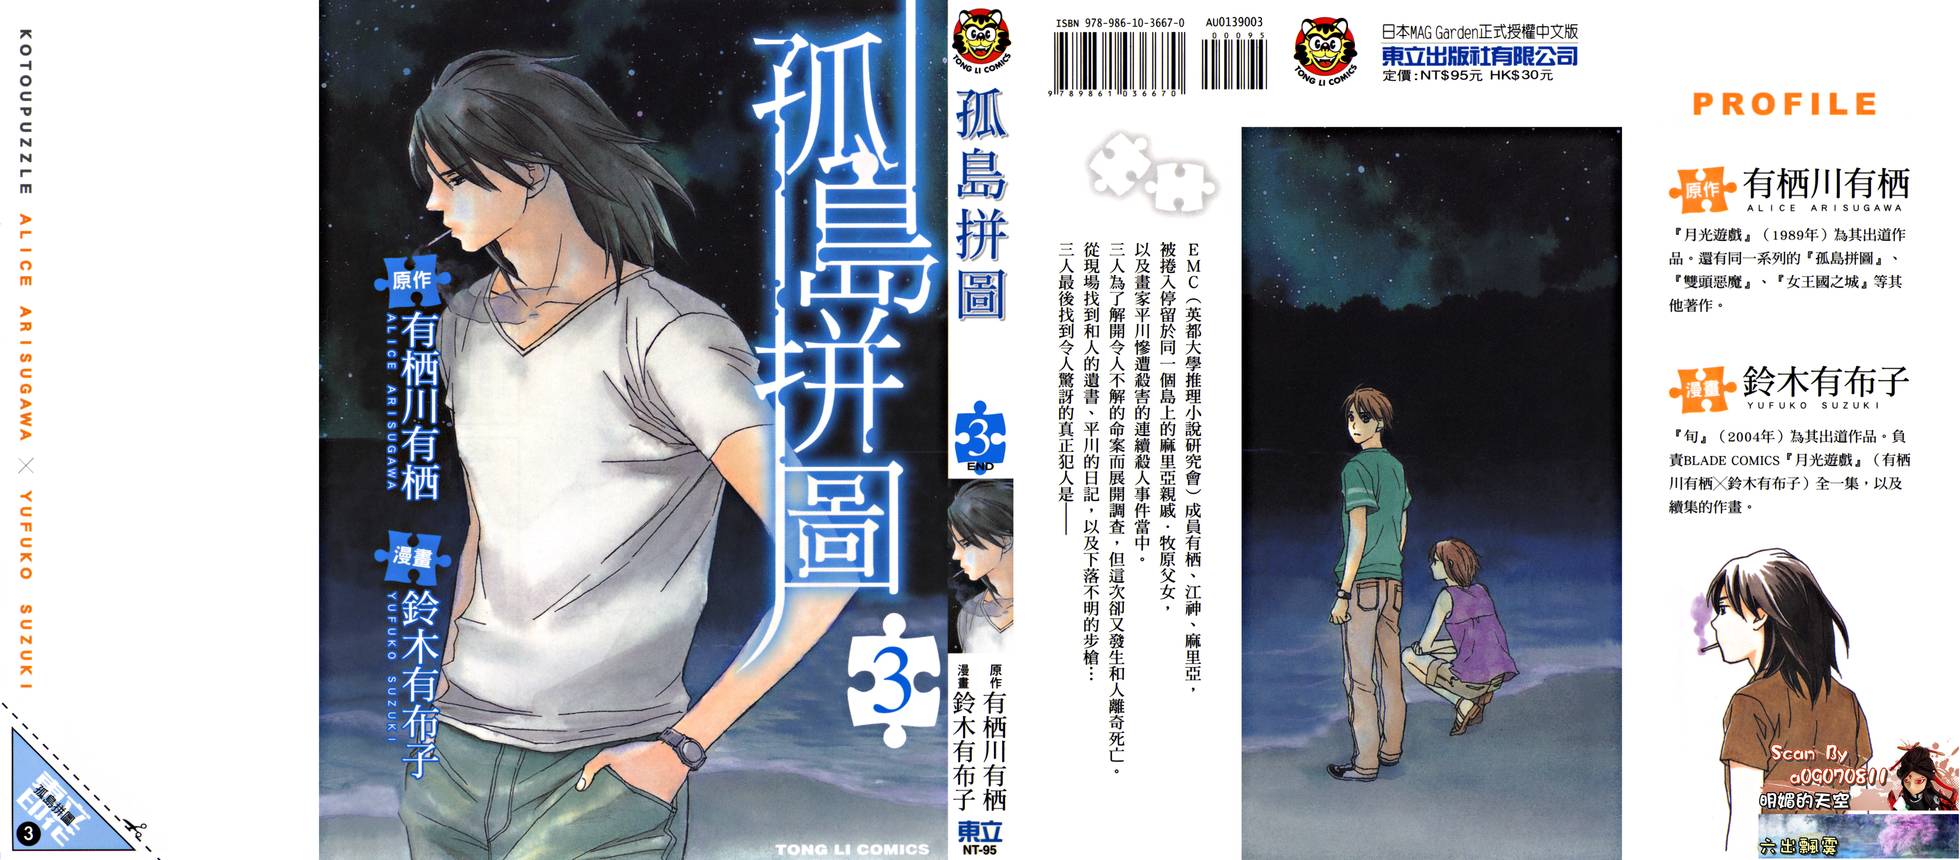 KOTOUPUZZLE ALICE ARISUGAWA × YUFUKO SUZUKI
孤島拼圖
3
孤島拼圖
3
原作
有栖川有栖
ALICE ARISUGAWA
漫畫
鈴木有布子
YUFUKO SUZUKI
TONG LI COMICS
TONG LI COMICS
孤島拼圖
3
END
原作 有栖川有栖
漫畫 鈴木有布子
東立
NT-95
ISBN 978-986-10-3667-0
9789861036670
AU0139003
00095
TONG LI COMICS
日本MAG Garden正式授權中文版
東立出版社有限公司
定價:NT$95元 HK$30元
EMC（英都大學推理小說研究會）成員有栖、江神、麻里亞，
被捲入停留於同一個島上的麻里亞親戚．牧原父女，
以及畫家平川慘遭殺害的連續殺人事件當中。
三人為了解開令人不解的命案而展開調查，但這次卻又發生和人離奇死亡。
從現場找到和人的遺書、平川的日記，以及下落不明的步槍…
三人最後找到令人驚訝的真正犯人是——
PROFILE
原作
有栖川有栖
ALICE ARISUGAWA
『月光遊戲』（1989年）為其出道作
品。還有同一系列的『孤島拼圖』、
『雙頭惡魔』、『女王國之城』等其
他著作。
漫畫
鈴木有布子
YUFUKO SUZUKI
『旬』（2004年）為其出道作品。負
責BLADE COMICS『月光遊戲』（有栖
川有栖╳鈴木有布子）全一集，以及
續集的作畫。
Scan By
a09070811
明媚的天空
六出飄霙